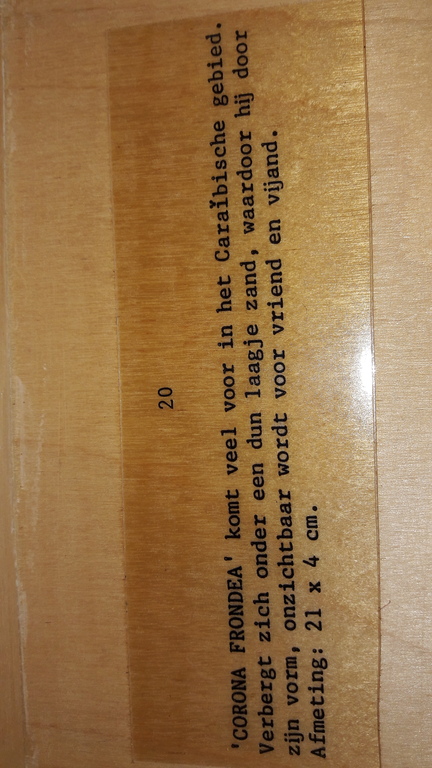 20
'CORONA FRONDEA' komt veel voor in het Caraïbische gebied.
Verbergt zich onder een dun laagje zand, waardoor hij door
zijn vorm, onzichtbaar wordt voor vriend en vijand.
Afmeting: 21 x 4 cm.